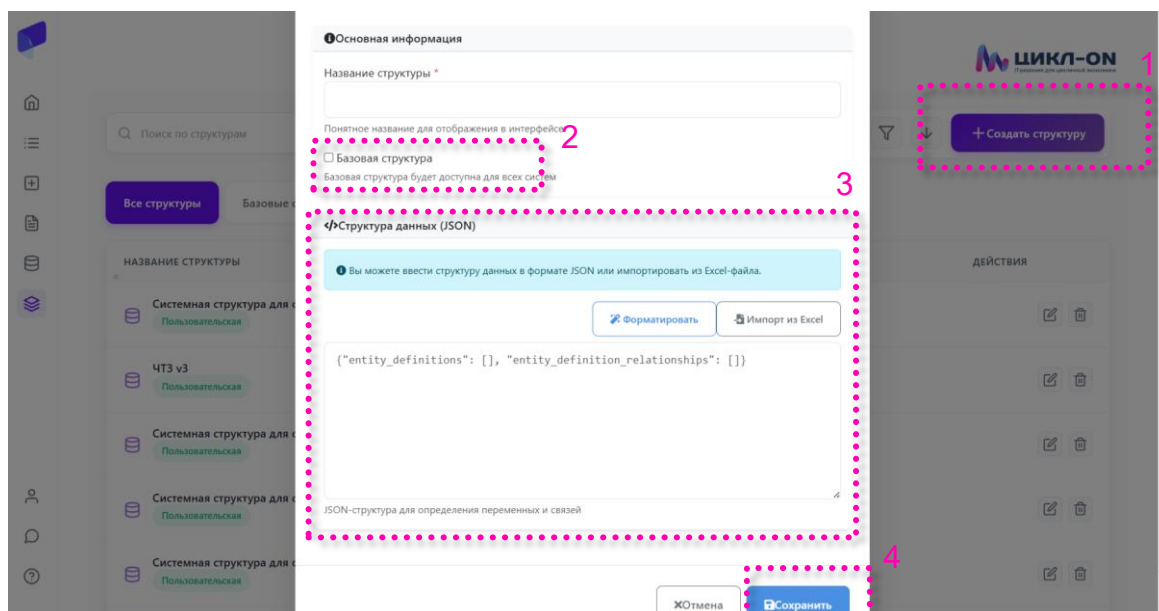 Основная информация
ЦИКЛ-ON
1
Название структуры *
Поиск по структурам
Создать структуру
Понятное название для отображения в интерфейсе
2
Базовая структура
Базовая структура будет доступна для всех систем
3
Все структуры
Базовые с
</>Структура данных (JSON)
НАЗВАНИЕ СТРУКТУРЫ
ДЕЙСТВИЯ
Вы можете ввести структуру данных в формате JSON или импортировать из Excel-файла.
Системная структура для с
Пользовательская
Форматировать
Импорт из Excel
{"entity_definitions": [], "entity_definition_relationships": []}
ЧТЗ v3
Пользовательская
Системная структура для с
Пользовательская
Системная структура для с
Пользовательская
JSON-структура для определения переменных и связей
4
Системная структура для с
Пользовательская
Отмена
Сохранить